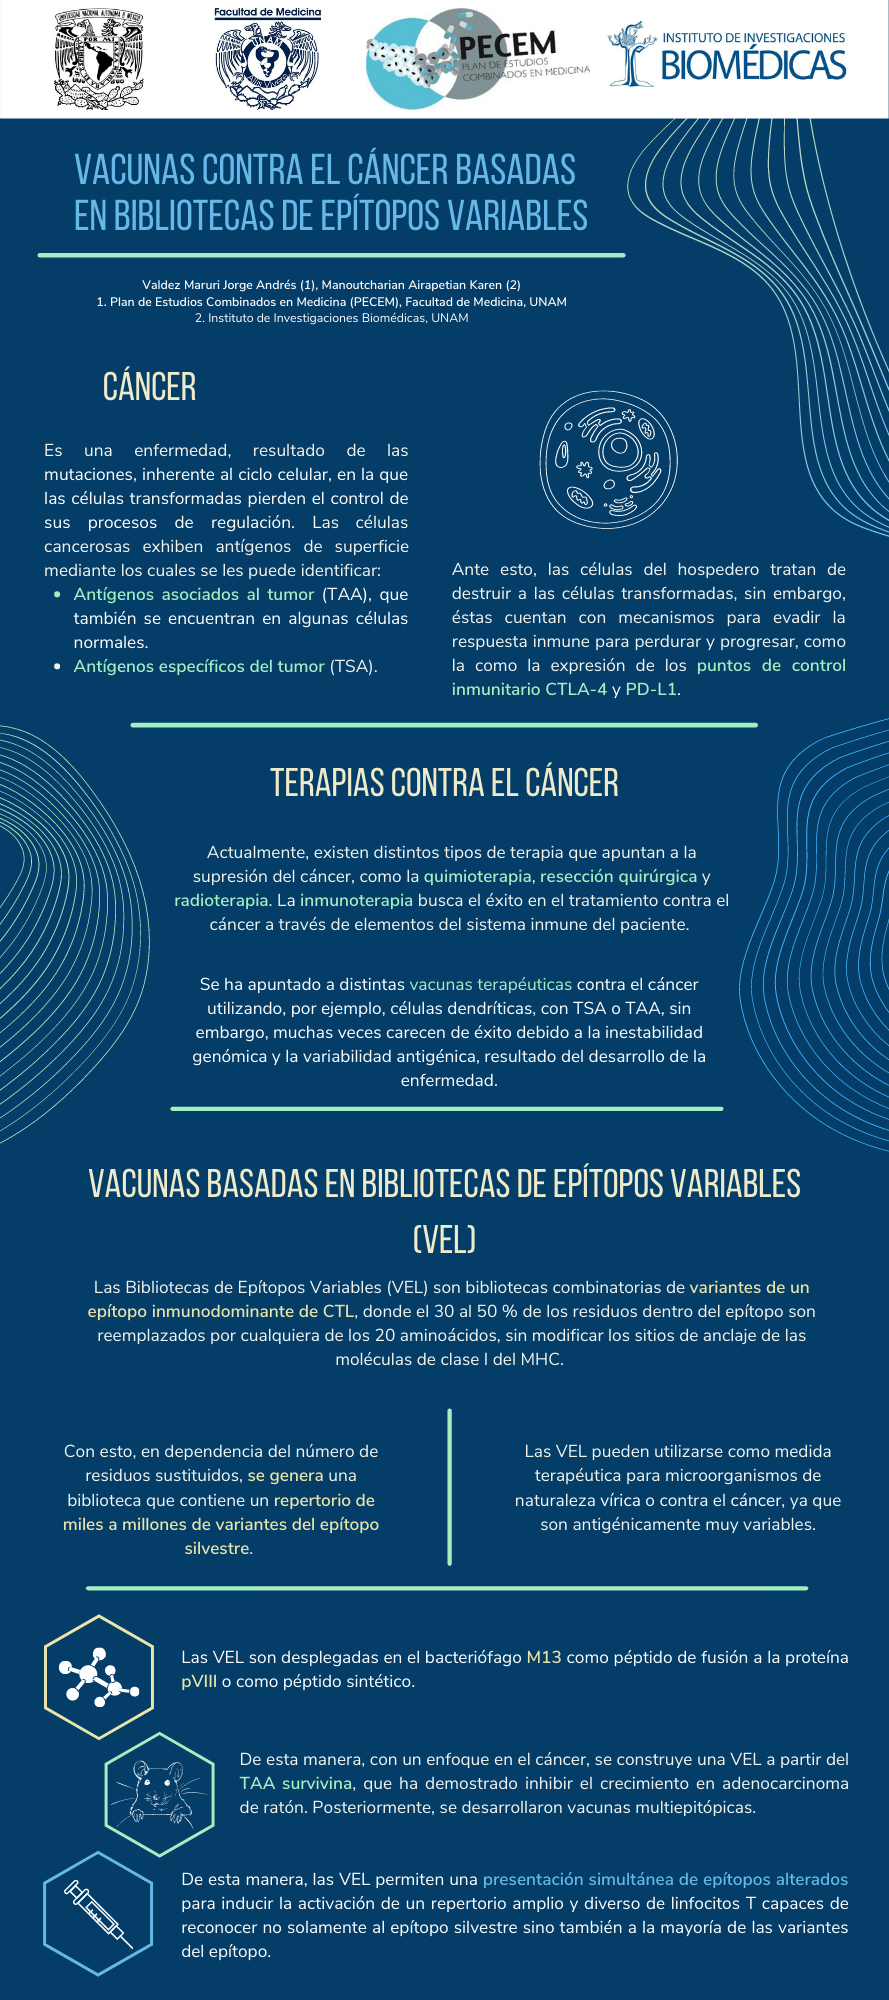 UNIVERSIDAD NACIONAL AUTONOMA DE MEXICO
Facultad de Medicina
UNAM
PECEM
PLAN DE ESTUDIOS
COMBINADOS EN MEDICINA
INSTITUTO DE INVESTIGACIONES
BIOMÉDICAS
VACUNAS CONTRA EL CÁNCER BASADAS
EN BIBLIOTECAS DE EPÍTOPOS VARIABLES
Valdez Maruri Jorge Andrés (1), Manoutcharian Airapetian Karen (2)
1. Plan de Estudios Combinados en Medicina (PECEM), Facultad de Medicina, UNAM
2. Instituto de Investigaciones Biomédicas, UNAM
CÁNCER
Es una enfermedad, resultado de las
mutaciones, inherente al ciclo celular, en la que
las células transformadas pierden el control de
sus procesos de regulación. Las células
cancerosas exhiben antígenos de superficie
mediante los cuales se les puede identificar:
• Antígenos asociados al tumor (TAA), que
también se encuentran en algunas células
normales.
• Antígenos específicos del tumor (TSA).
Ante esto, las células del hospedero tratan de
destruir a las células transformadas, sin embargo,
éstas cuentan con mecanismos para evadir la
respuesta inmune para perdurar y progresar, como
la como la expresión de los puntos de control
inmunitario CTLA-4 y PD-L1.
TERAPIAS CONTRA EL CÁNCER
Actualmente, existen distintos tipos de terapia que apuntan a la
supresión del cáncer, como la quimioterapia, resección quirúrgica y
radioterapia. La inmunoterapia busca el éxito en el tratamiento contra el
cáncer a través de elementos del sistema inmune del paciente.
Se ha apuntado a distintas vacunas terapéuticas contra el cáncer
utilizando, por ejemplo, células dendríticas, con TSA o TAA, sin
embargo, muchas veces carecen de éxito debido a la inestabilidad
genómica y la variabilidad antigénica, resultado del desarrollo de la
enfermedad.
VACUNAS BASADAS EN BIBLIOTECAS DE EPÍTOPOS VARIABLES
(VEL)
Las Bibliotecas de Epítopos Variables (VEL) son bibliotecas combinatorias de variantes de un
epítopo inmunodominante de CTL, donde el 30 al 50 % de los residuos dentro del epítopo son
reemplazados por cualquiera de los 20 aminoácidos, sin modificar los sitios de anclaje de las
moléculas de clase I del MHC.
Con esto, en dependencia del número de
residuos sustituidos, se genera una
biblioteca que contiene un repertorio de
miles a millones de variantes del epítopo
silvestre.
Las VEL pueden utilizarse como medida
terapéutica para microorganismos de
naturaleza vírica o contra el cáncer, ya que
son antigénicamente muy variables.
Las VEL son desplegadas en el bacteriófago M13 como péptido de fusión a la proteína
pVIII o como péptido sintético.
De esta manera, con un enfoque en el cáncer, se construye una VEL a partir del
TAA survivina, que ha demostrado inhibir el crecimiento en adenocarcinoma
de ratón. Posteriormente, se desarrollaron vacunas multiepitópicas.
De esta manera, las VEL permiten una presentación simultánea de epítopos alterados
para inducir la activación de un repertorio amplio y diverso de linfocitos T capaces de
reconocer no solamente al epítopo silvestre sino también a la mayoría de las variantes
del epítopo.